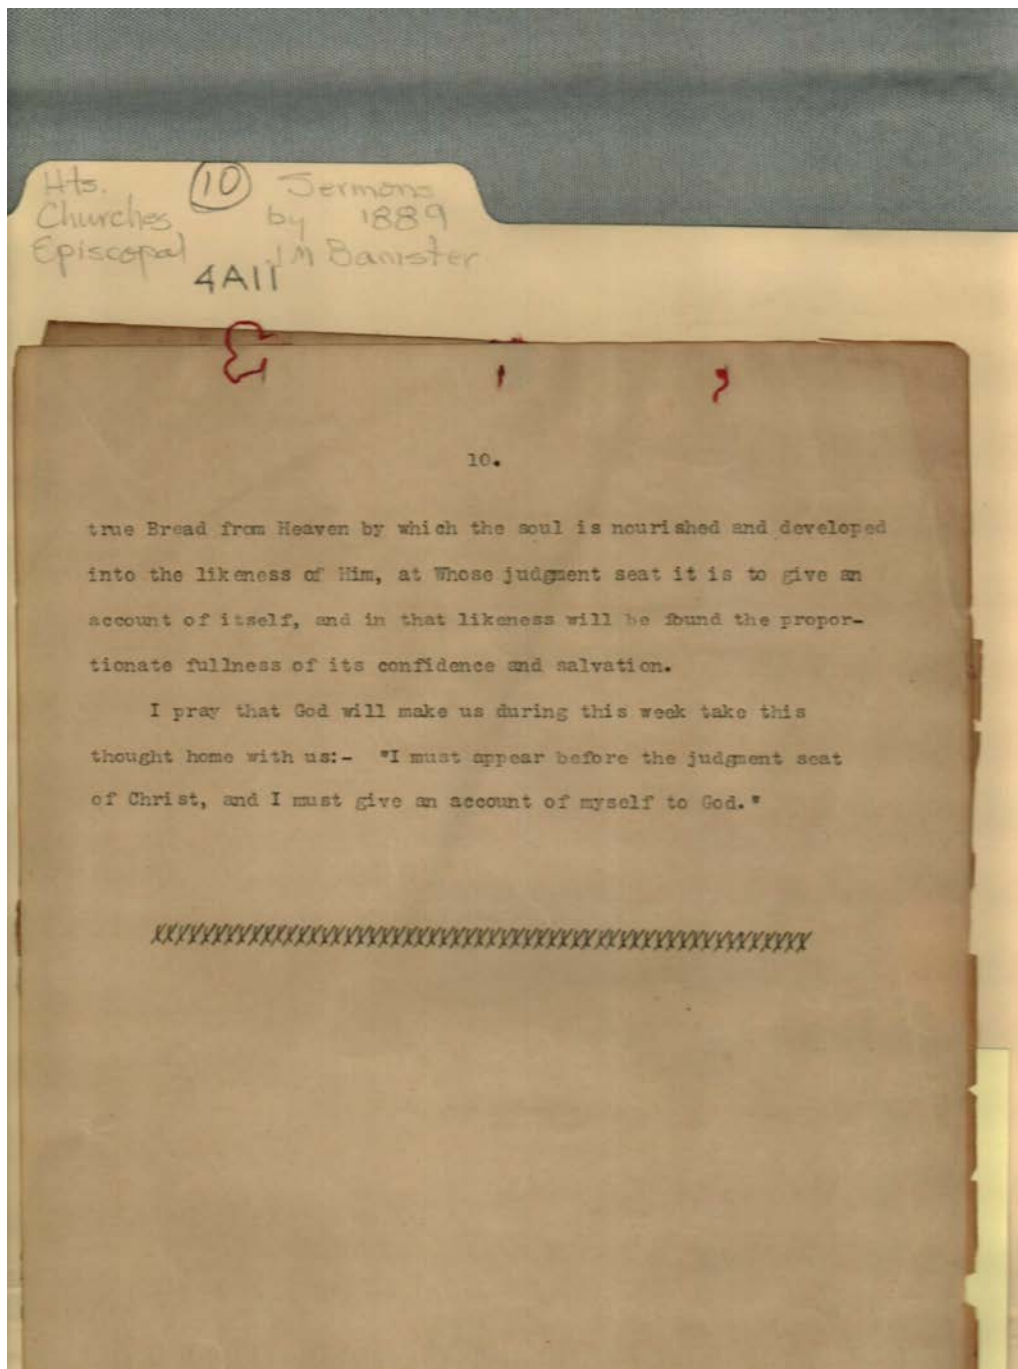 Hts. (10) Sermons
Churches by 1889
Episcopal J M Banister
4A11
10.
true Bread from Heaven by which the soul is nourished and developed
into the likeness of Him, at Whose judgment seat it is to give an
account of itself, and in that likeness will be found the propor-
tionate fullness of its confidence and salvation.
I pray that God will make us during this week take this
thought home with us:- "I must appear before the judgment seat
of Christ, and I must give an account of myself to God."